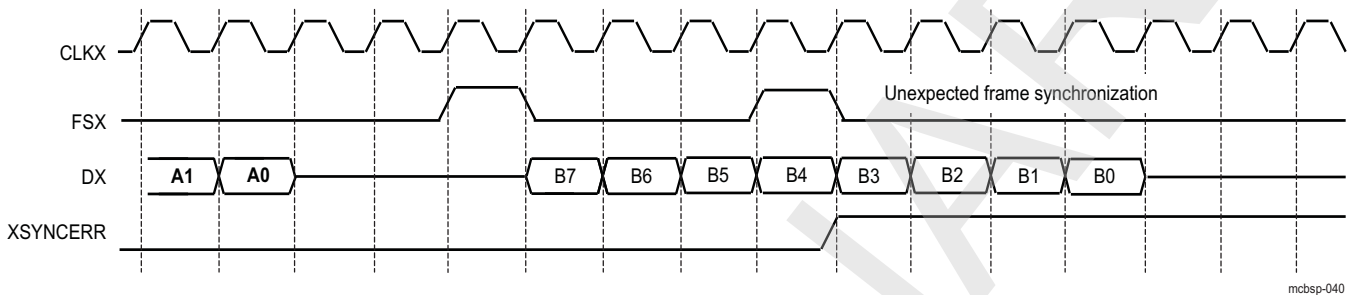 CLKX
Unexpected frame synchronization
FSX
DX A1 A0 B7 B6 B5 B4 B3 B2 B1 B0
XSYNCERR
mcbsp-040